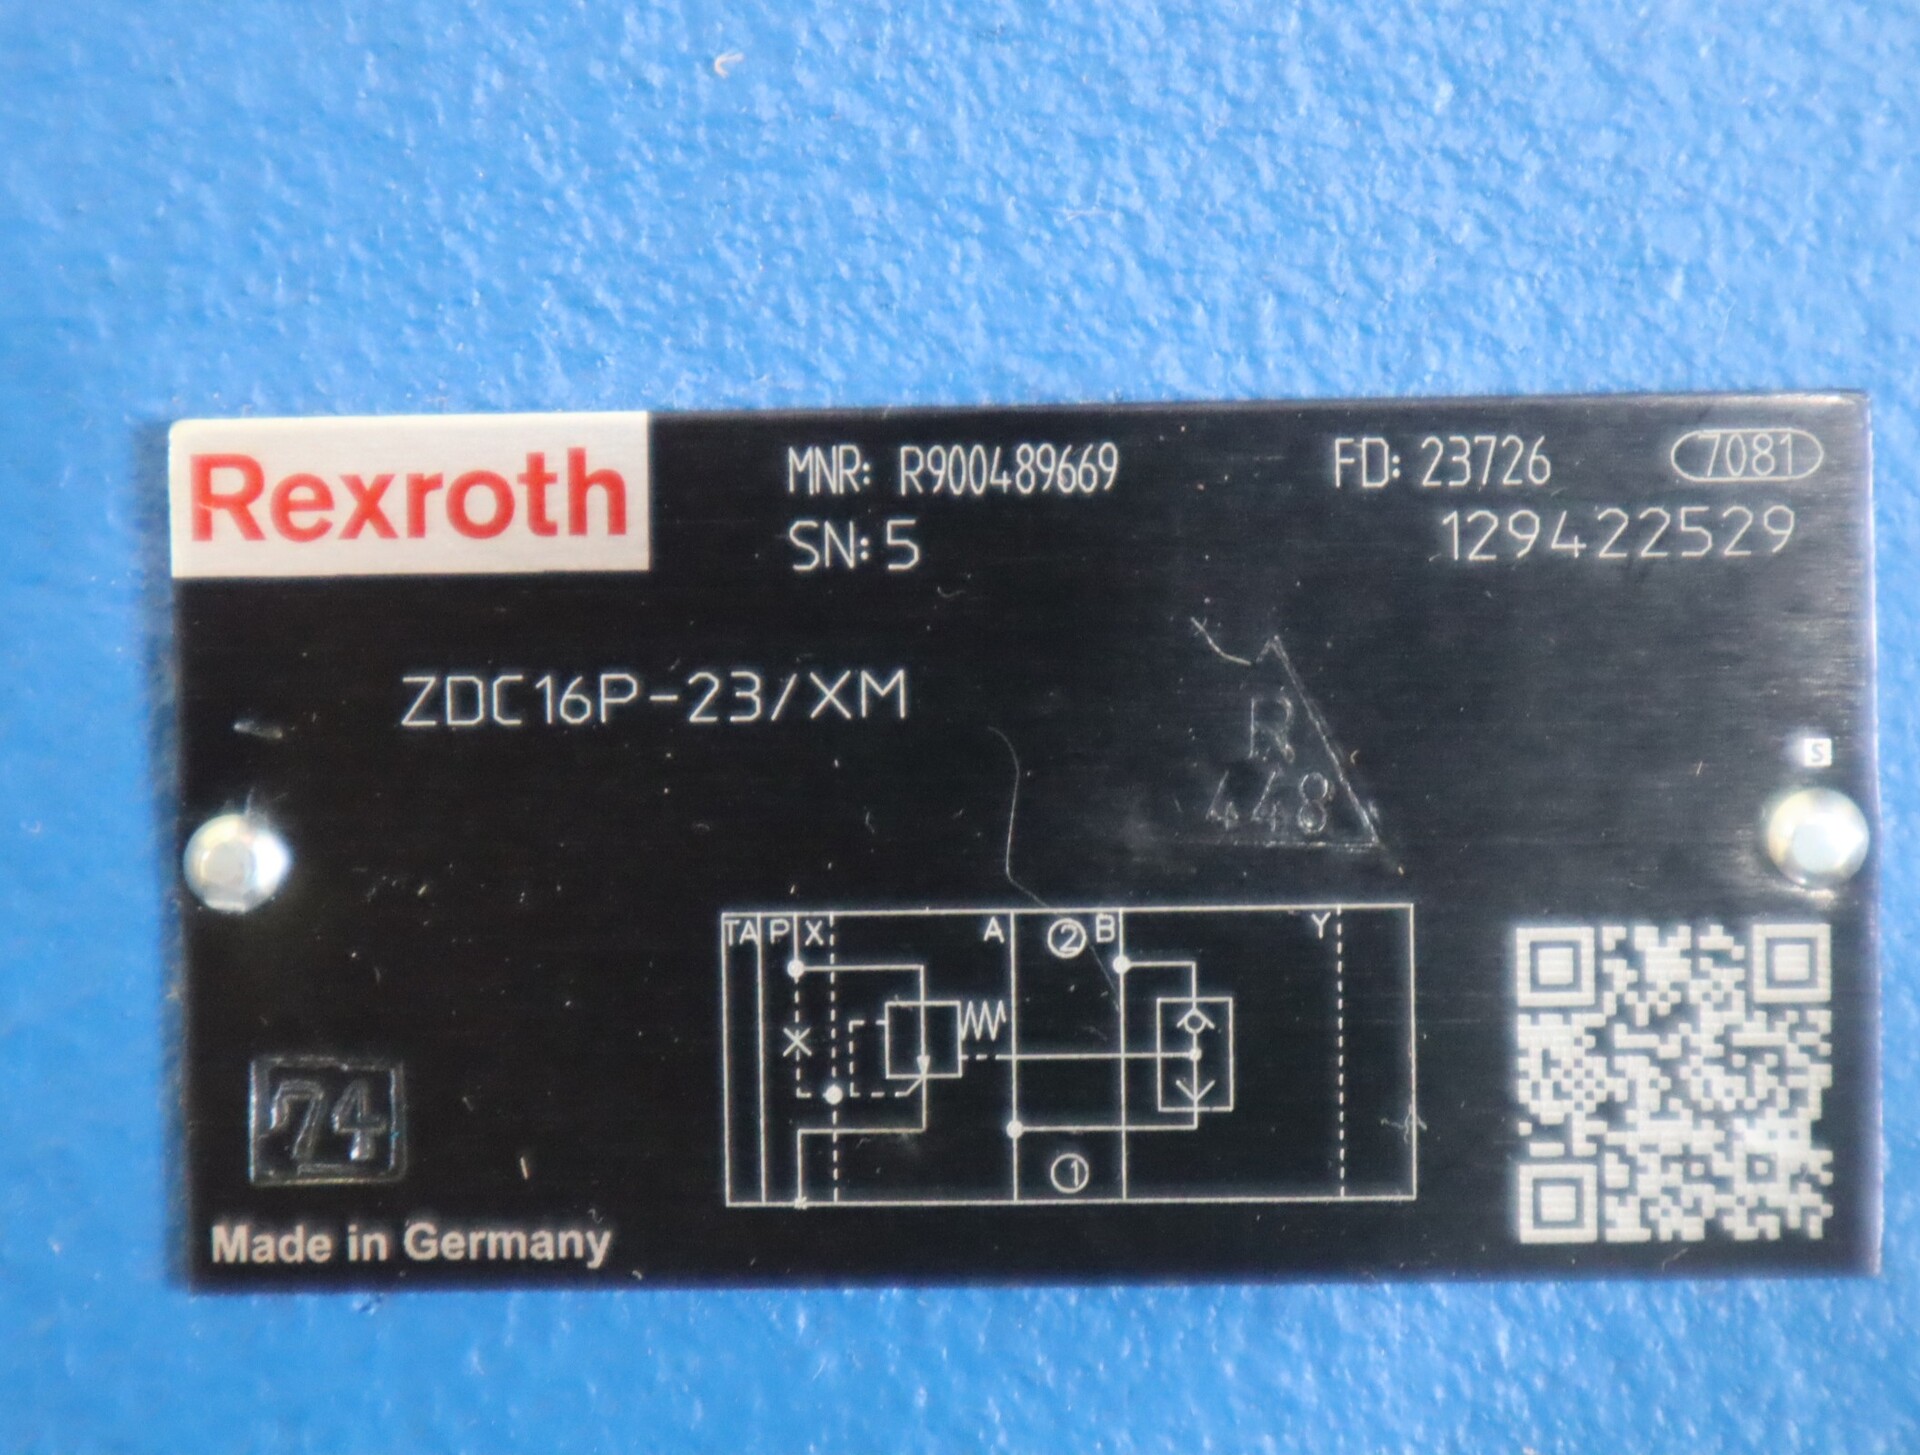 Rexroth
MNR: R900489669
FD: 23726
7081
SN: 5
129422529
ZDC16P-23/XM
R
448
S
TA P X A ② B Y
①
74
Made in Germany